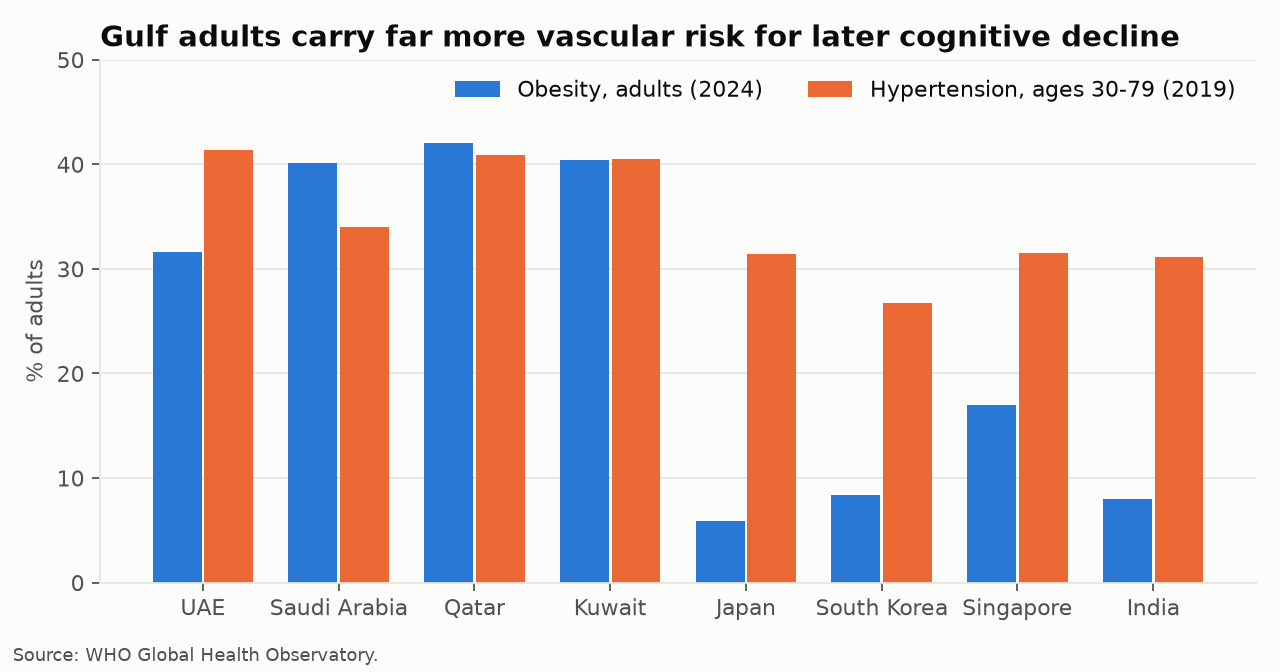 Gulf adults carry far more vascular risk for later cognitive decline
Obesity, adults (2024)
Hypertension, ages 30-79 (2019)
% of adults
50
40
30
20
10
0
UAE
Saudi Arabia
Qatar
Kuwait
Japan
South Korea
Singapore
India
Source: WHO Global Health Observatory.